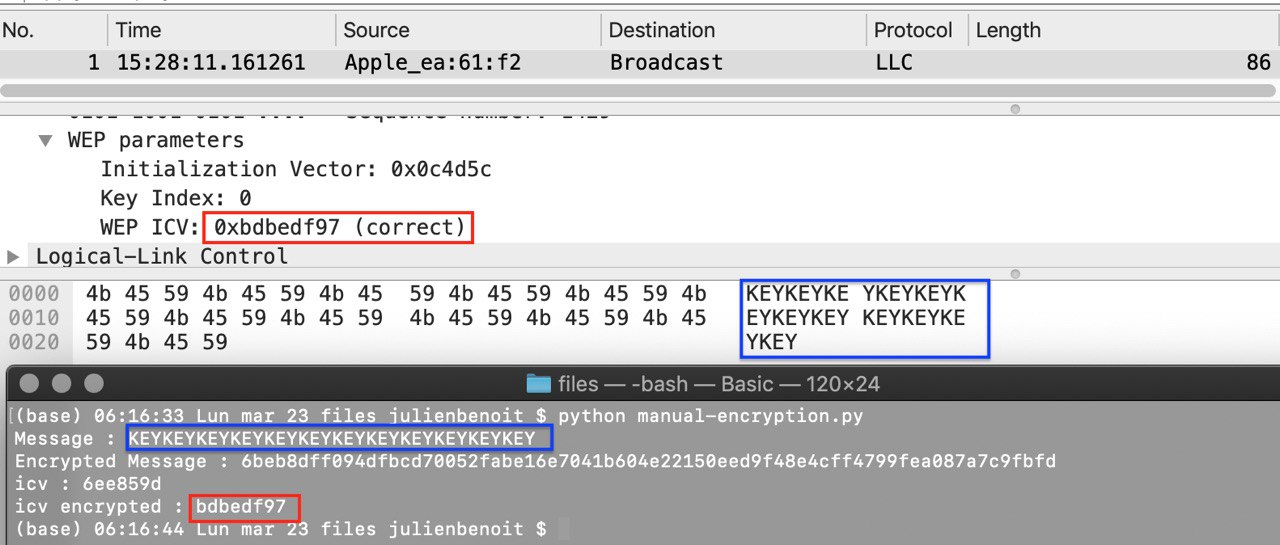 No. Time Source Destination Protocol Length
1 15:28:11.161261 Apple_ea:61:f2 Broadcast LLC 86
WEP parameters
Initialization Vector: 0x0c4d5c
Key Index: 0
WEP ICV: 0xbdbedf97 (correct)
Logical-Link Control
0000 4b 45 59 4b 45 59 4b 45 59 4b 45 59 4b 45 59 4b KEYKEYKE YKEYKEYK
0010 45 59 4b 45 59 4b 45 59 4b 45 59 4b 45 59 4b 45 EYKEYKEY KEYKEYKE
0020 59 4b 45 59 YKEY
files — -bash — Basic — 120×24
[(base) 06:16:33 Lun mar 23 files julienbenoit $ python manual-encryption.py
Message : KEYKEYKEYKEYKEYKEYKEYKEYKEYKEYKEYKEY
Encrypted Message : 6beb8dff094dfbcd70052fabe16e7041b604e22150eed9f48e4cff4799fea087a7c9fbfd
icv : 6ee859d
icv encrypted : bdbedf97
(base) 06:16:44 Lun mar 23 files julienbenoit $